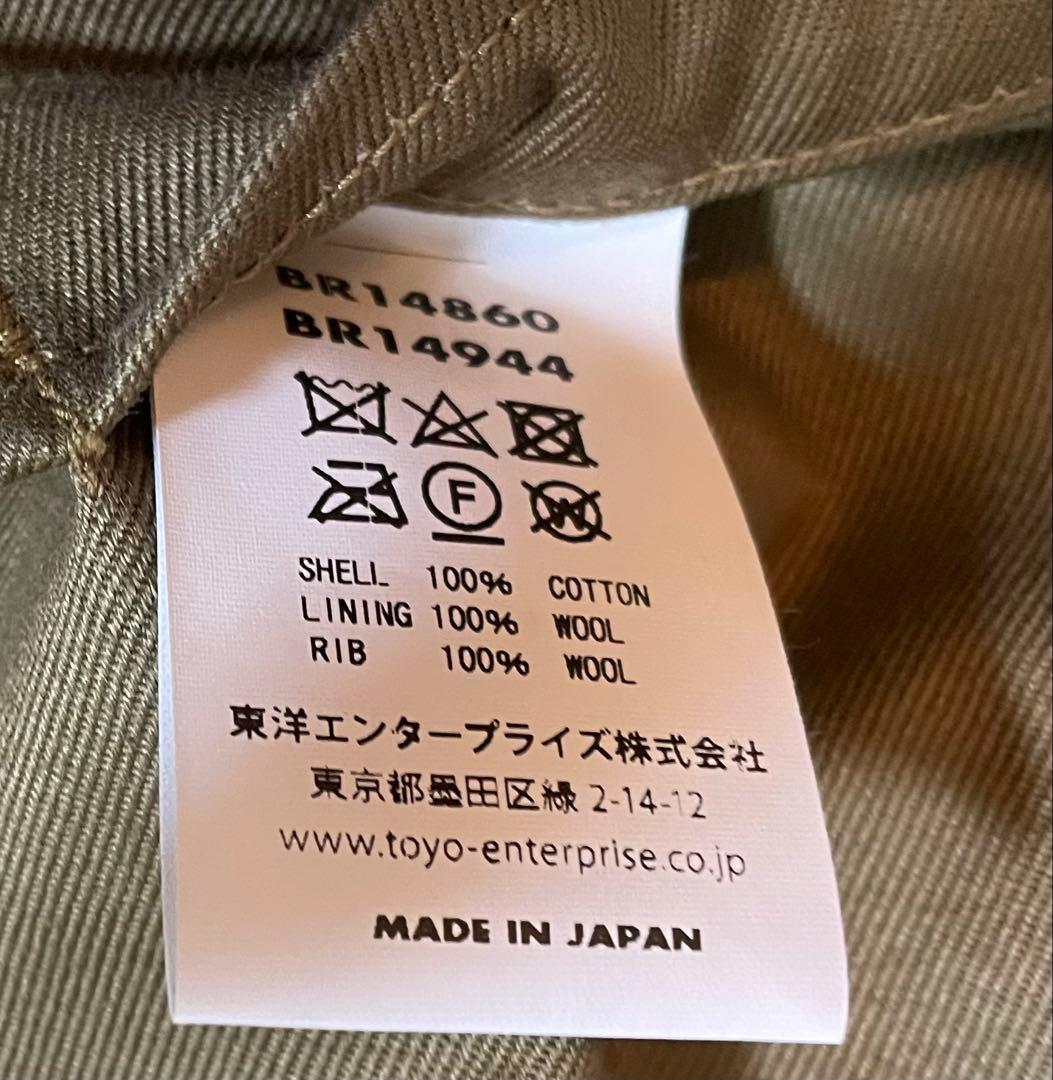 BR14860
BR14944
F
W
SHELL 100% COTTON
LINING 100% WOOL
RIB 100% WOOL
東洋エンタープライズ株式会社
東京都墨田区緑 2-14-12
www.toyo-enterprise.co.jp
MADE IN JAPAN